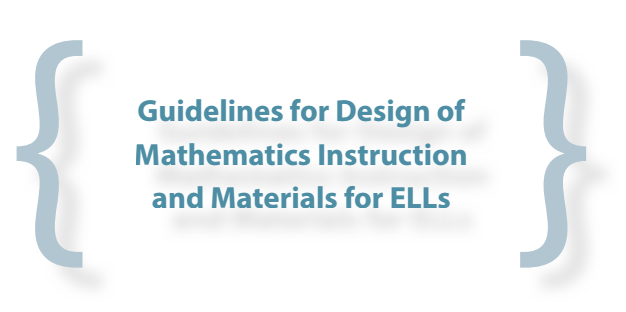 Guidelines for Design of
Mathematics Instruction
and Materials for ELLs